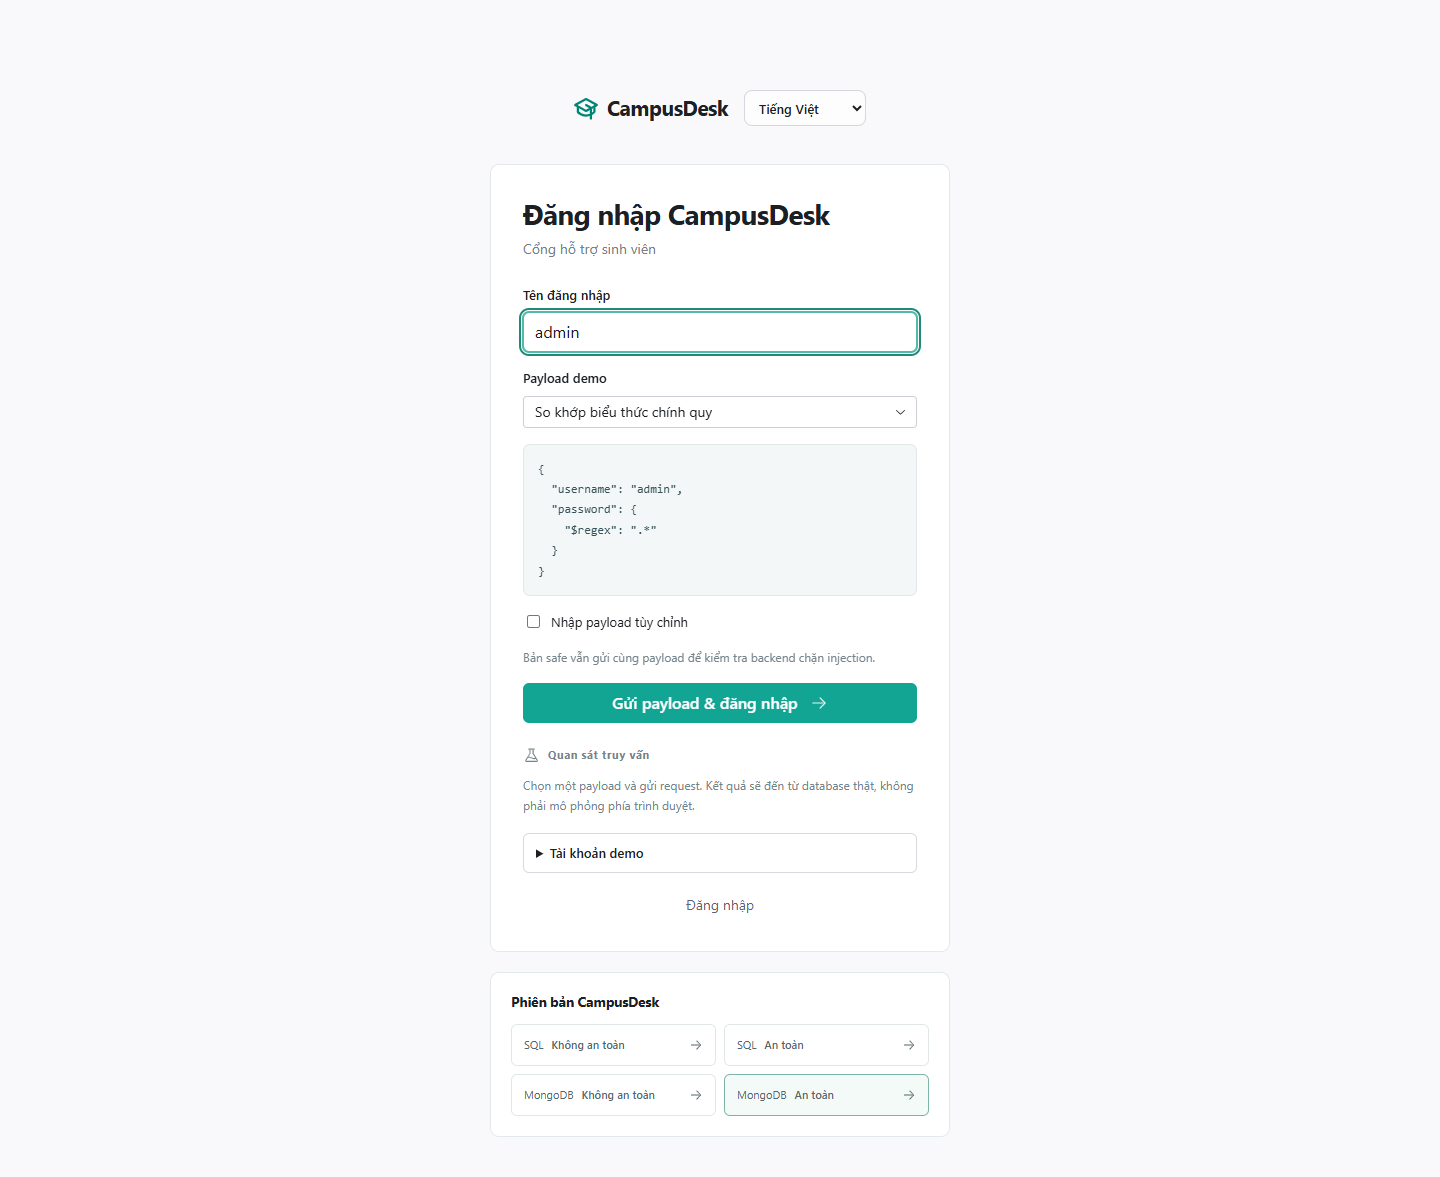 CampusDesk
Tiếng Việt
Đăng nhập CampusDesk
Cổng hỗ trợ sinh viên
Tên đăng nhập
admin
Payload demo
So khớp biểu thức chính quy
{
  "username": "admin",
  "password": {
    "$regex": ".*"
  }
}
Nhập payload tùy chỉnh
Bản safe vẫn gửi cùng payload để kiểm tra backend chặn injection.
Gửi payload & đăng nhập
Quan sát truy vấn
Chọn một payload và gửi request. Kết quả sẽ đến từ database thật, không
phải mô phỏng phía trình duyệt.
Tài khoản demo
Đăng nhập
Phiên bản CampusDesk
SQL Không an toàn
SQL An toàn
MongoDB Không an toàn
MongoDB An toàn